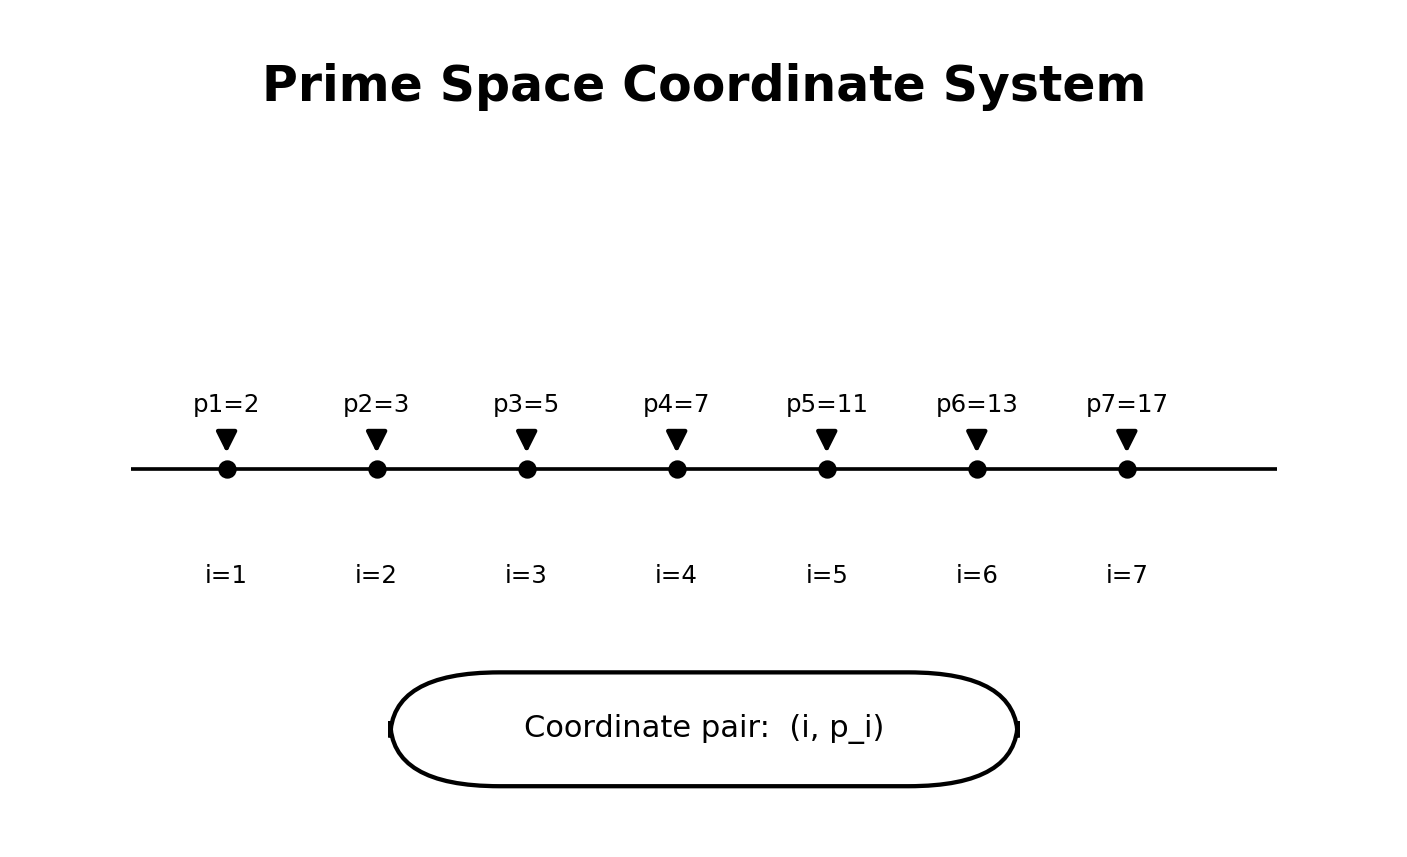 Prime Space Coordinate System
p1=2 p2=3 p3=5 p4=7 p5=11 p6=13 p7=17
i=1 i=2 i=3 i=4 i=5 i=6 i=7
Coordinate pair:  (i, p_i)